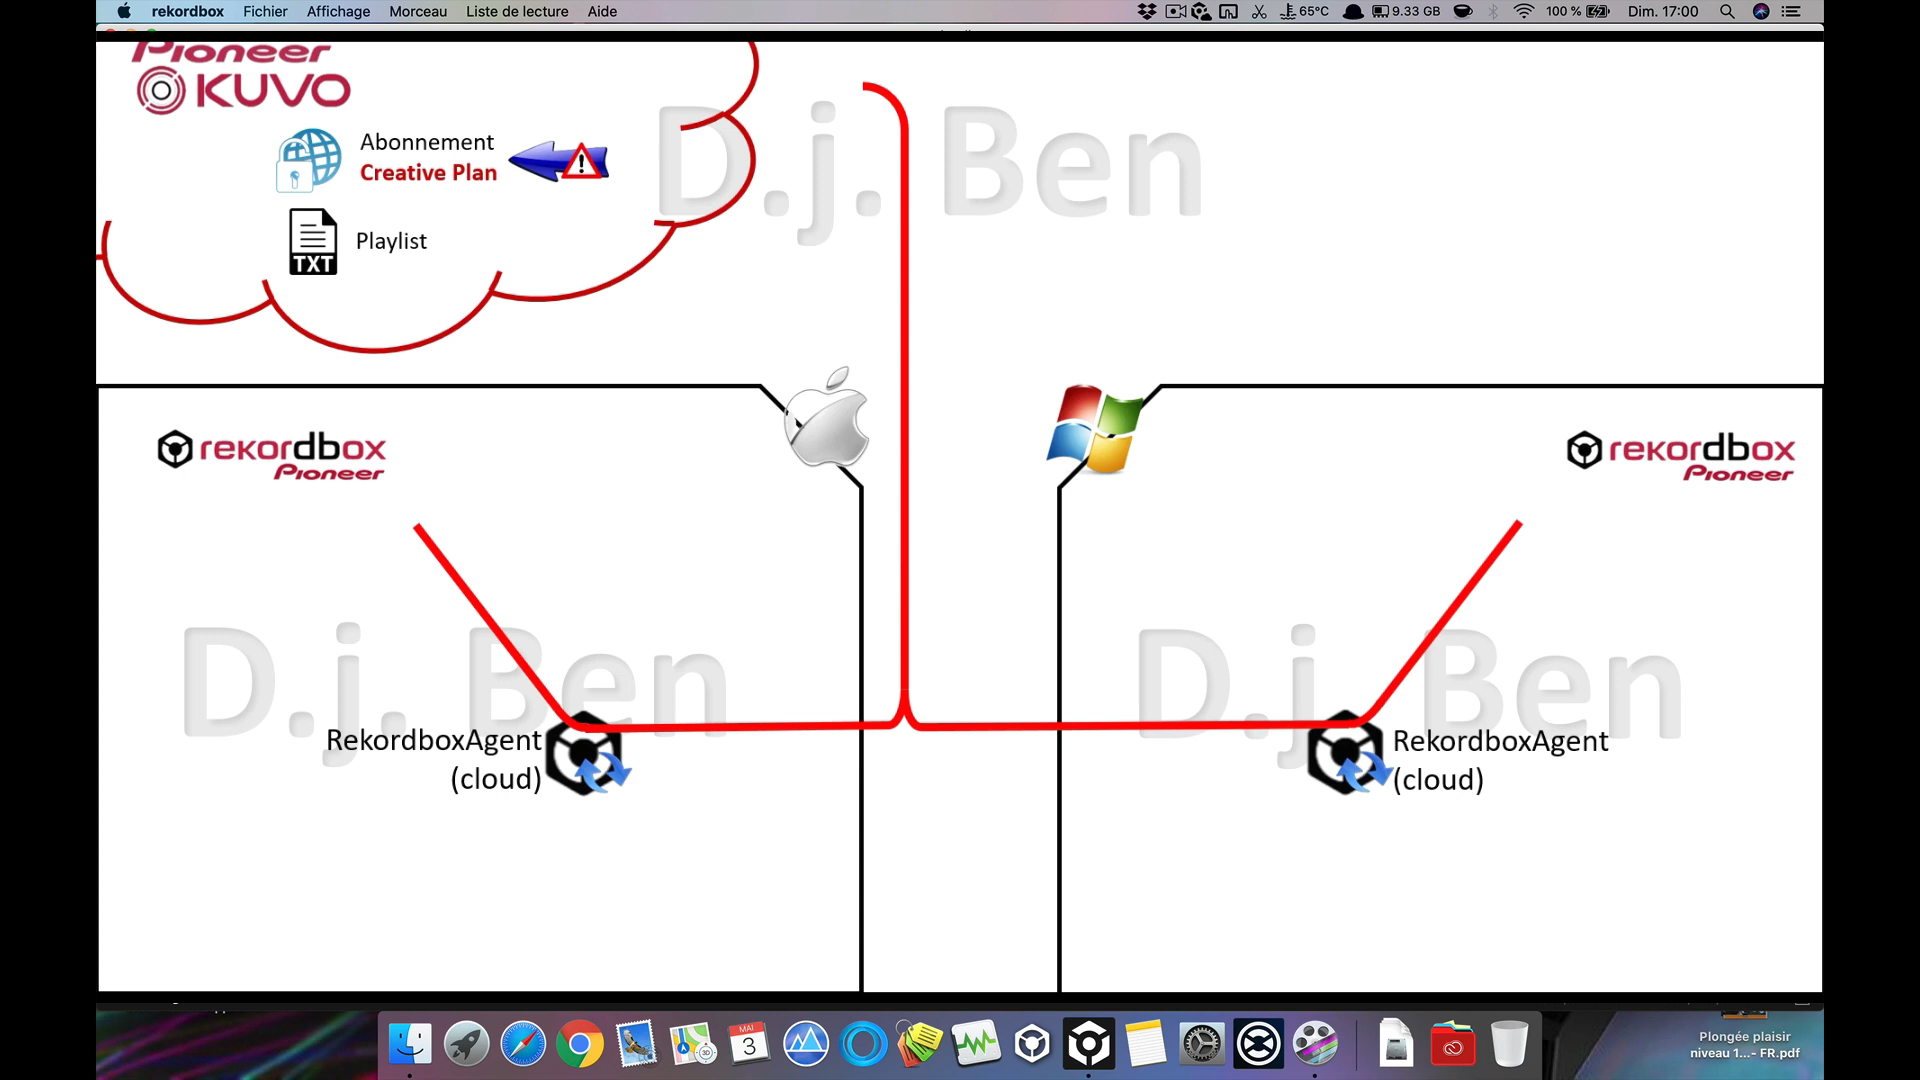 rekordbox Fichier Affichage Morceau Liste de lecture Aide
65°C 9.33 GB 100 % Dim. 17:00
Pioneer
KUVO
Abonnement
Creative Plan
Playlist
TXT
D.j. Ben
rekordbox
Pioneer
rekordbox
Pioneer
D.j. Ben
D.j. Ben
RekordboxAgent
(cloud)
RekordboxAgent
(cloud)
MAI
3
3D
Plongée plaisir
niveau 1...- FR.pdf